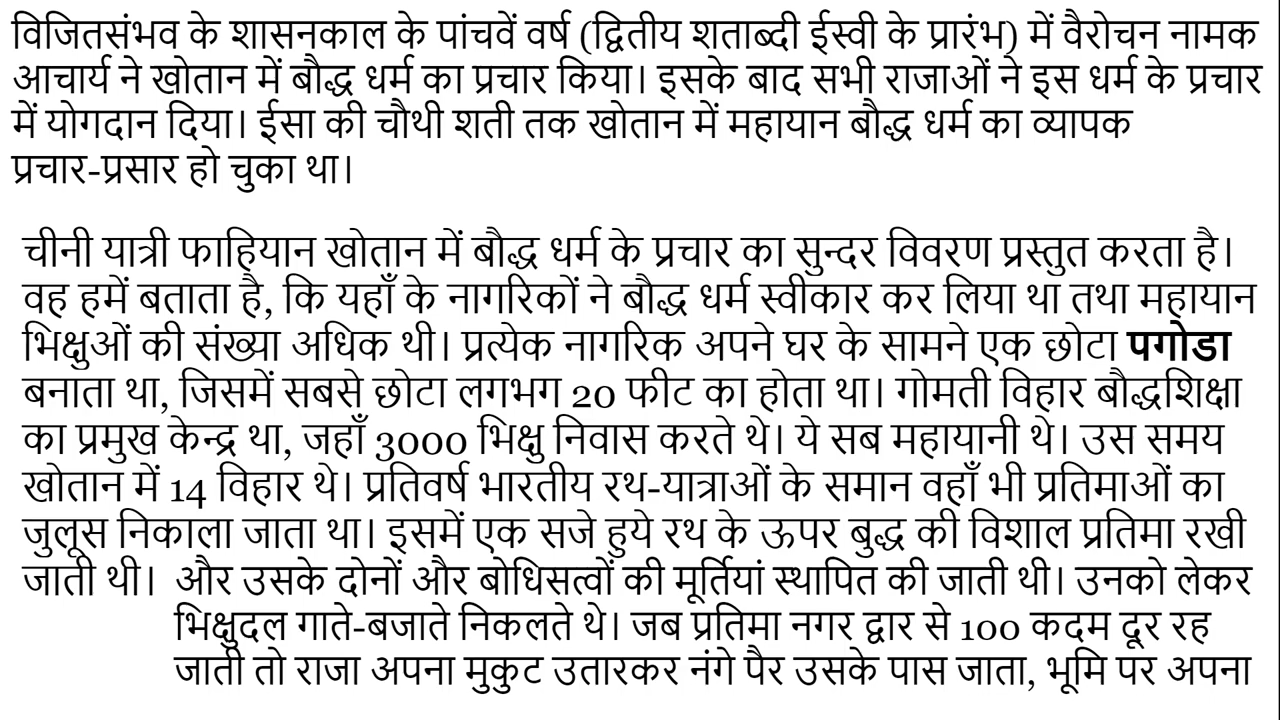 विजितसंभव के शासनकाल के पांचवें वर्ष (द्वितीय शताब्दी ईस्वी के प्रारंभ) में वैरोचन नामक
आचार्य ने खोतान में बौद्ध धर्म का प्रचार किया। इसके बाद सभी राजाओं ने इस धर्म के प्रचार
में योगदान दिया। ईसा की चौथी शती तक खोतान में महायान बौद्ध धर्म का व्यापक
प्रचार-प्रसार हो चुका था।
चीनी यात्री फाहियान खोतान में बौद्ध धर्म के प्रचार का सुन्दर विवरण प्रस्तुत करता है।
वह हमें बताता है, कि यहाँ के नागरिकों ने बौद्ध धर्म स्वीकार कर लिया था तथा महायान
भिक्षुओं की संख्या अधिक थी। प्रत्येक नागरिक अपने घर के सामने एक छोटा पगोडा
बनाता था, जिसमें सबसे छोटा लगभग 20 फीट का होता था। गोमती विहार बौद्धशिक्षा
का प्रमुख केन्द्र था, जहाँ 3000 भिक्षु निवास करते थे। ये सब महायानी थे। उस समय
खोतान में 14 विहार थे। प्रतिवर्ष भारतीय रथ-यात्राओं के समान वहाँ भी प्रतिमाओं का
जुलूस निकाला जाता था। इसमें एक सजे हुये रथ के ऊपर बुद्ध की विशाल प्रतिमा रखी
जाती थी। और उसके दोनों और बोधिसत्वों की मूर्तियां स्थापित की जाती थी। उनको लेकर
भिक्षुदल गाते-बजाते निकलते थे। जब प्रतिमा नगर द्वार से 100 कदम दूर रह
जाती तो राजा अपना मुकुट उतारकर नंगे पैर उसके पास जाता, भूमि पर अपना